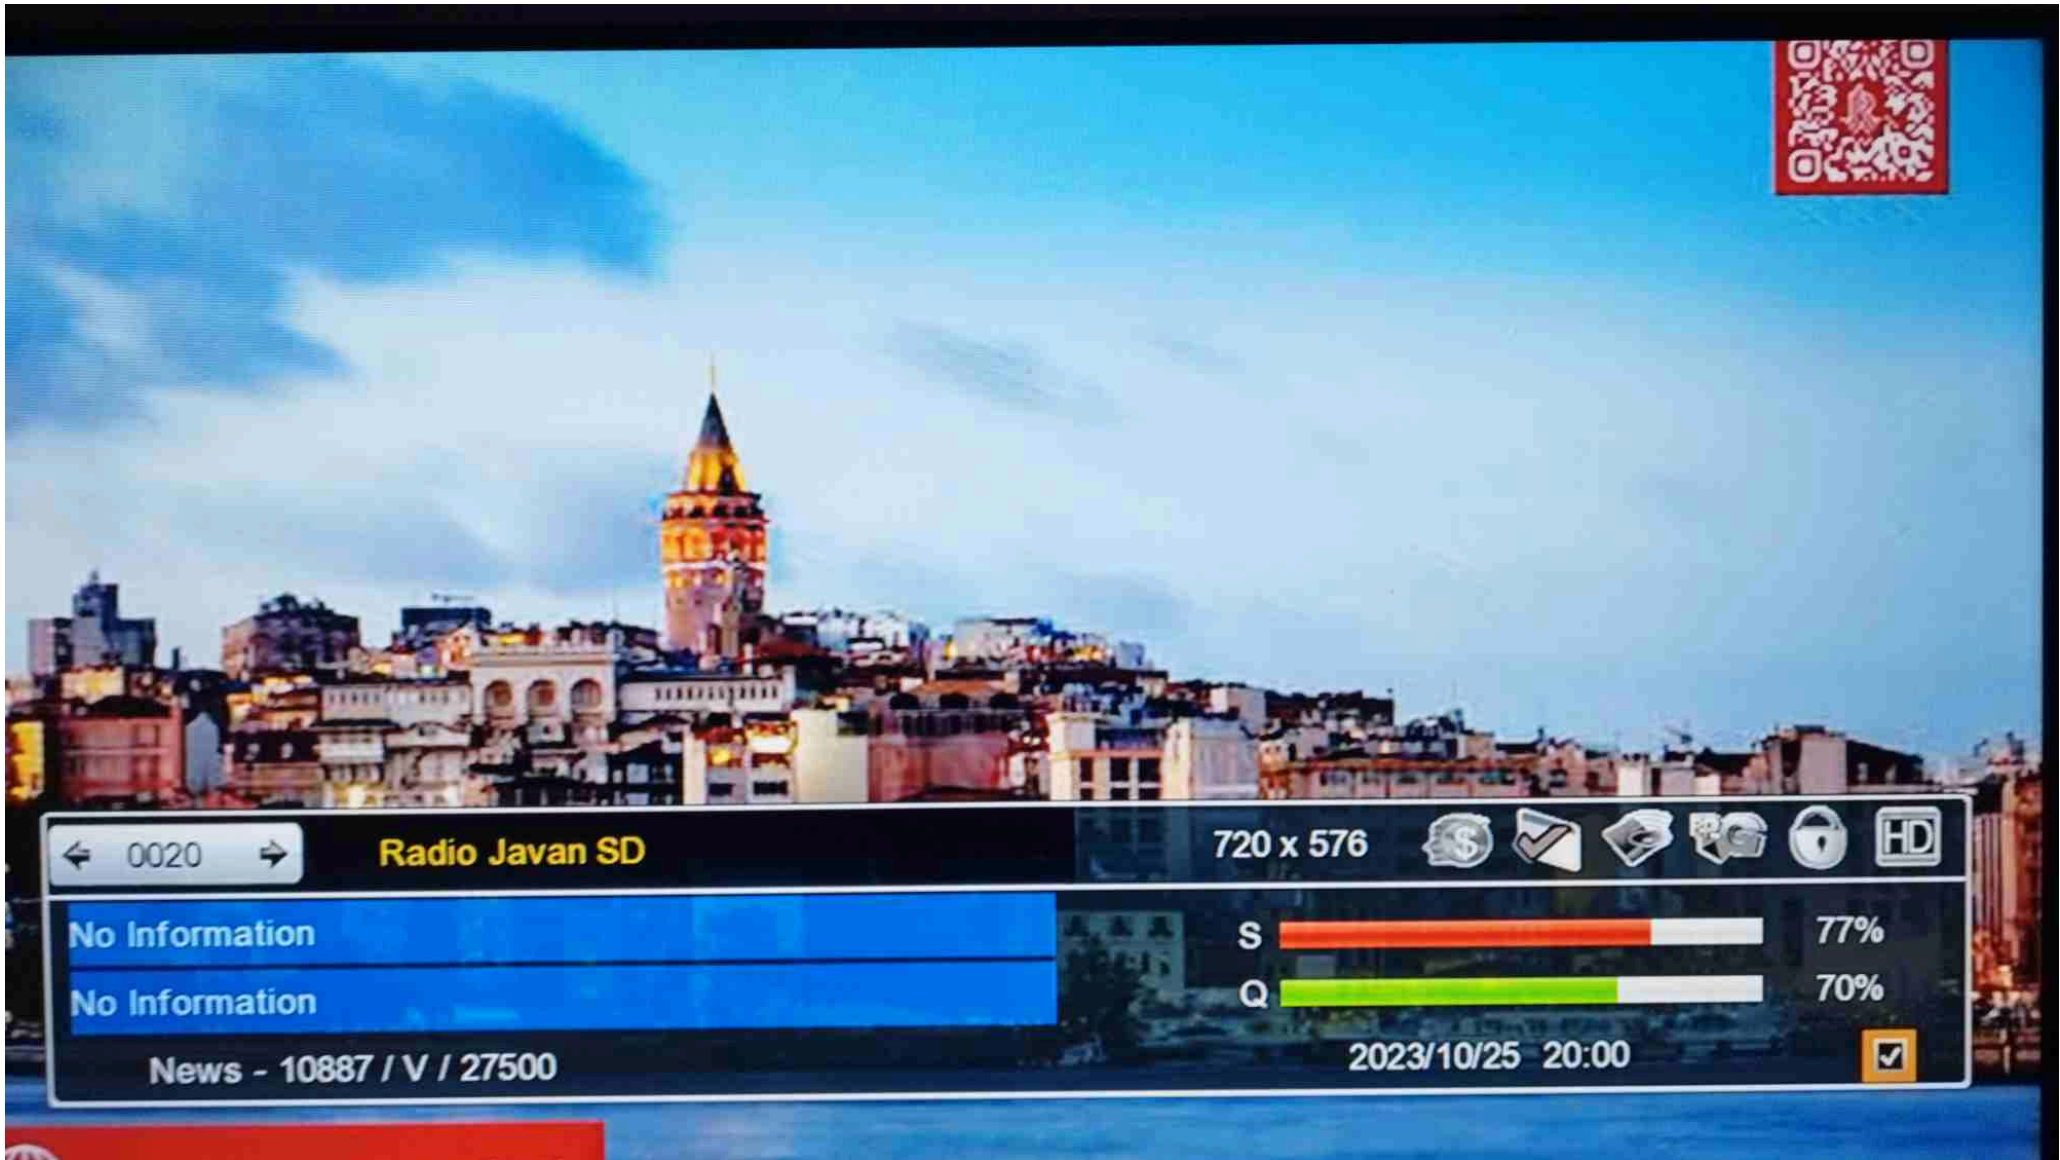 0020
Radio Javan SD
720 x 576
HD
No Information
S 77%
No Information
Q 70%
News - 10887 / V / 27500
2023/10/25 20:00